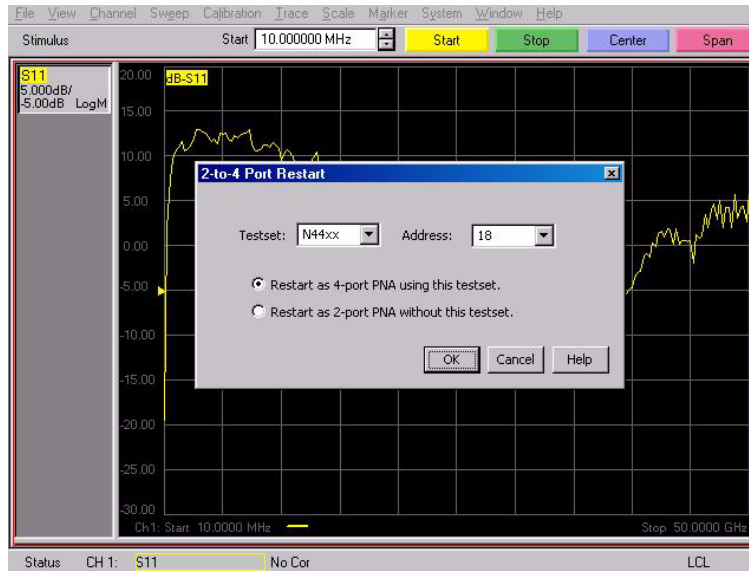 File View Channel Sweep Calibration Trace Scale Marker System Window Help
Stimulus Start 10.000000 MHz Start Stop Center Span
S11
5.000dB/
-5.00dB LogM
dB-S11
20.00
15.00
10.00
5.00
0.00
-5.00
-10.00
-15.00
-20.00
-25.00
-30.00
2-to-4 Port Restart
Testset: N44xx Address: 18
Restart as 4-port PNA using this testset.
Restart as 2-port PNA without this testset.
OK Cancel Help
Ch1: Start 10.0000 MHz Stop 50.0000 GHz
Status CH 1: S11 No Cor LCL